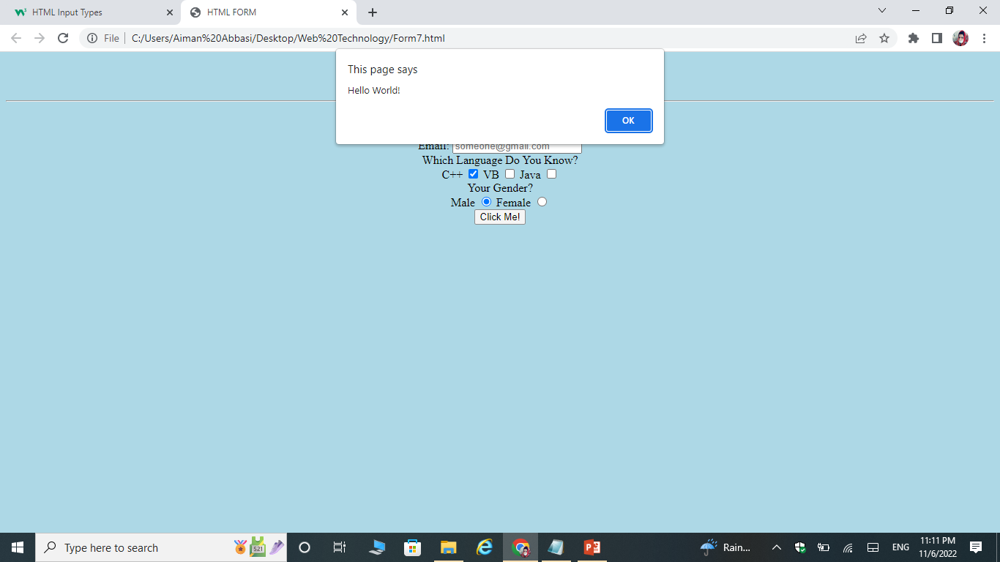 HTML Input Types
HTML FORM
File
C:/Users/Aiman%20Abbasi/Desktop/Web%20Technology/Form7.html
This page says
Hello World!
OK
Email: someone@gmail.com
Which Language Do You Know?
C++ VB Java
Your Gender?
Male Female
Click Me!
Type here to search
521
Rain...
ENG
11:11 PM
11/6/2022